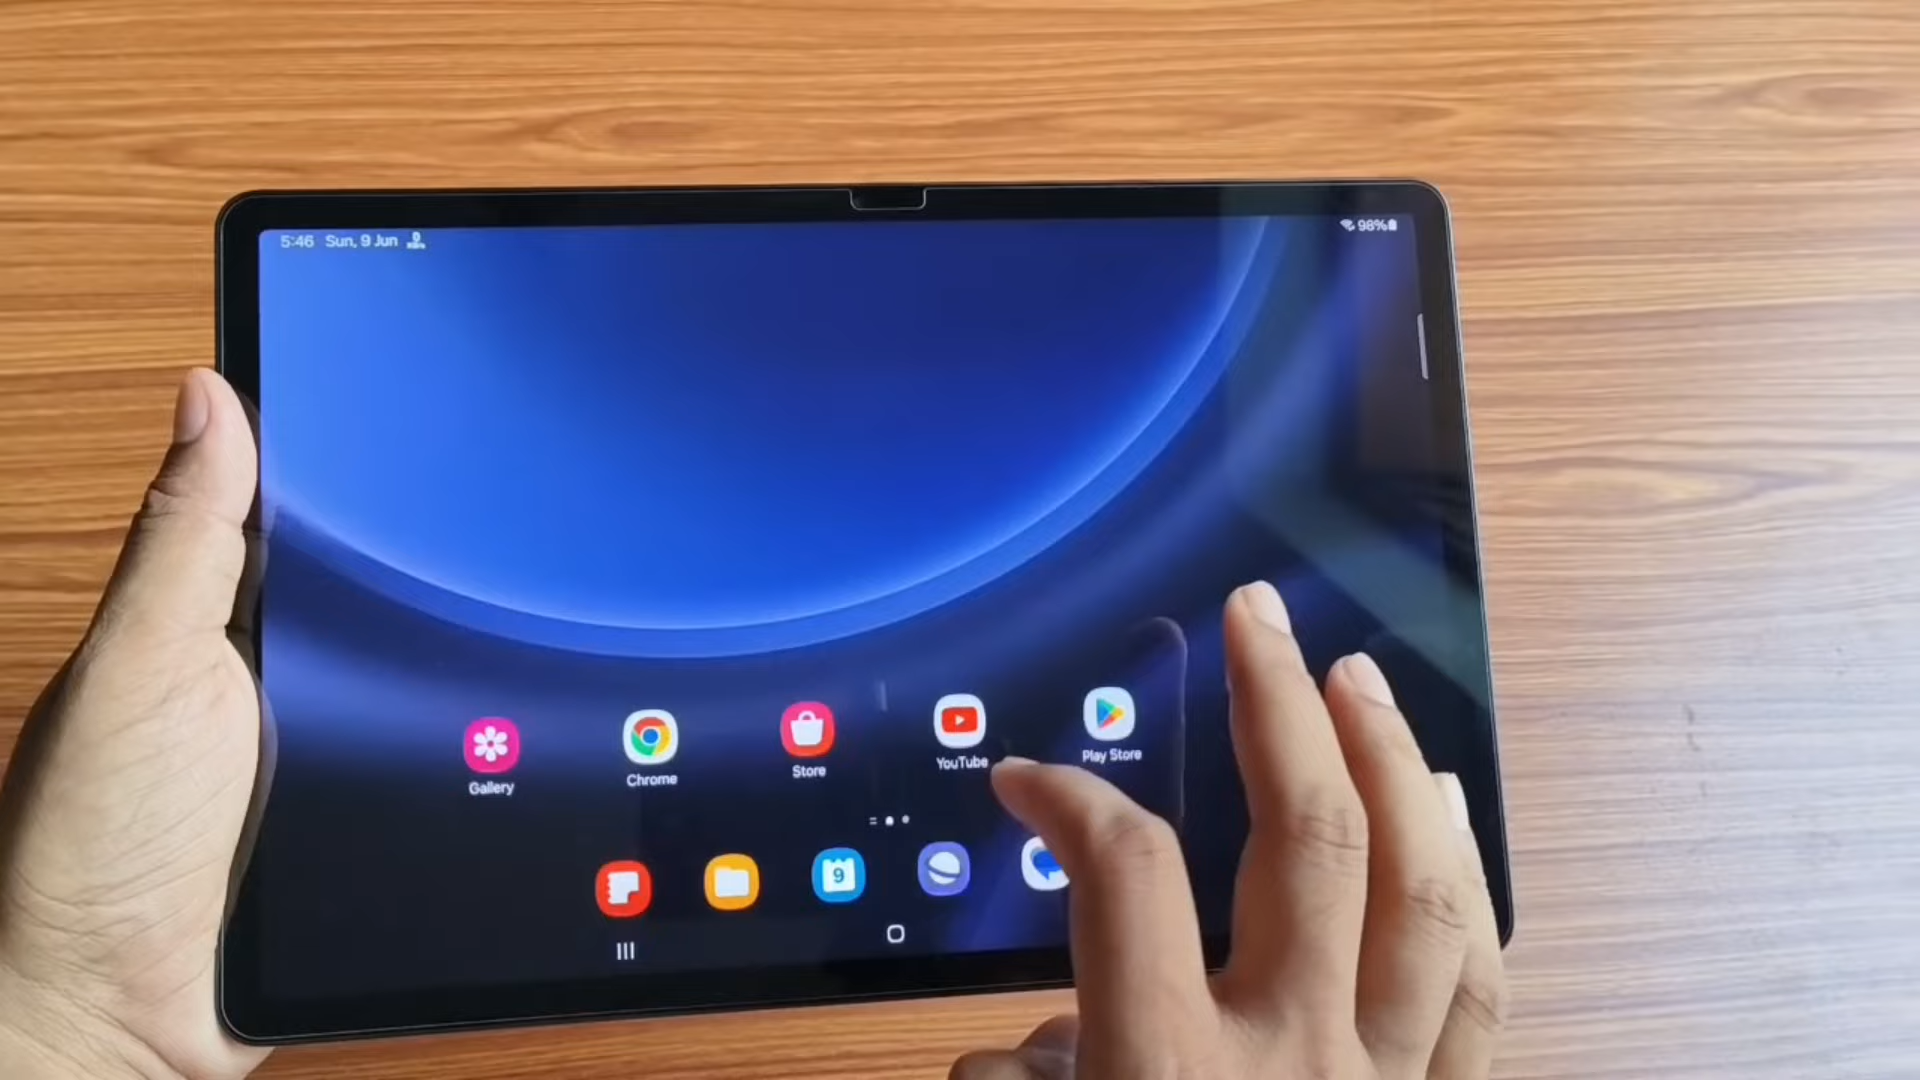 5:46 Sun, 9 Jun
98%
Gallery
Chrome
Store
YouTube
Play Store
9